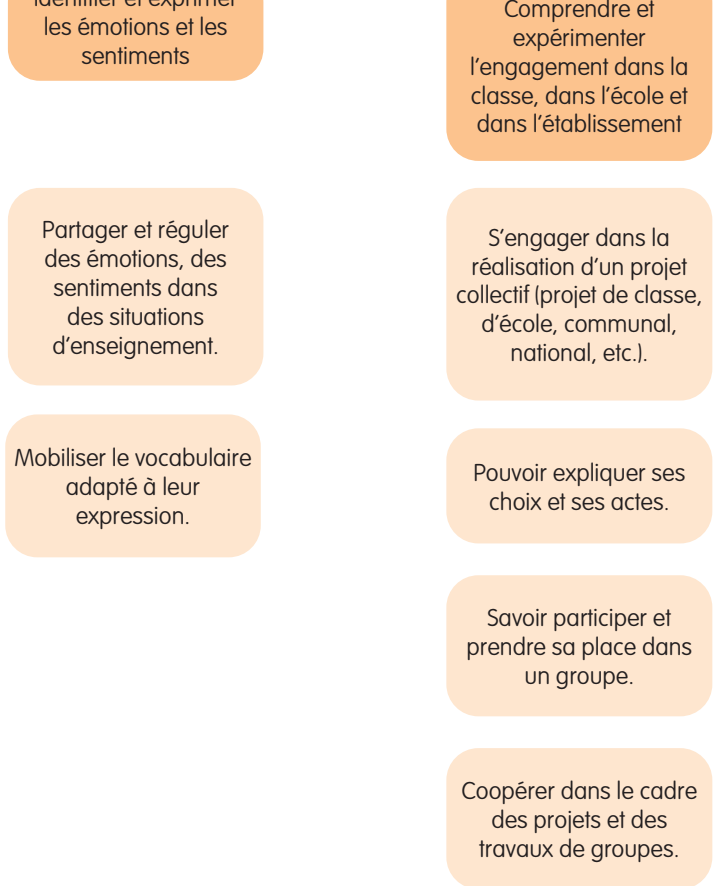 identifier et exprimer
les émotions et les
sentiments
Partager et réguler
des émotions, des
sentiments dans
des situations
d'enseignement.
Mobiliser le vocabulaire
adapté à leur
expression.
Comprendre et
expérimenter
l'engagement dans la
classe, dans l'école et
dans l'établissement
S'engager dans la
réalisation d'un projet
collectif (projet de classe,
d'école, communal,
national, etc.).
Pouvoir expliquer ses
choix et ses actes.
Savoir participer et
prendre sa place dans
un groupe.
Coopérer dans le cadre
des projets et des
travaux de groupes.